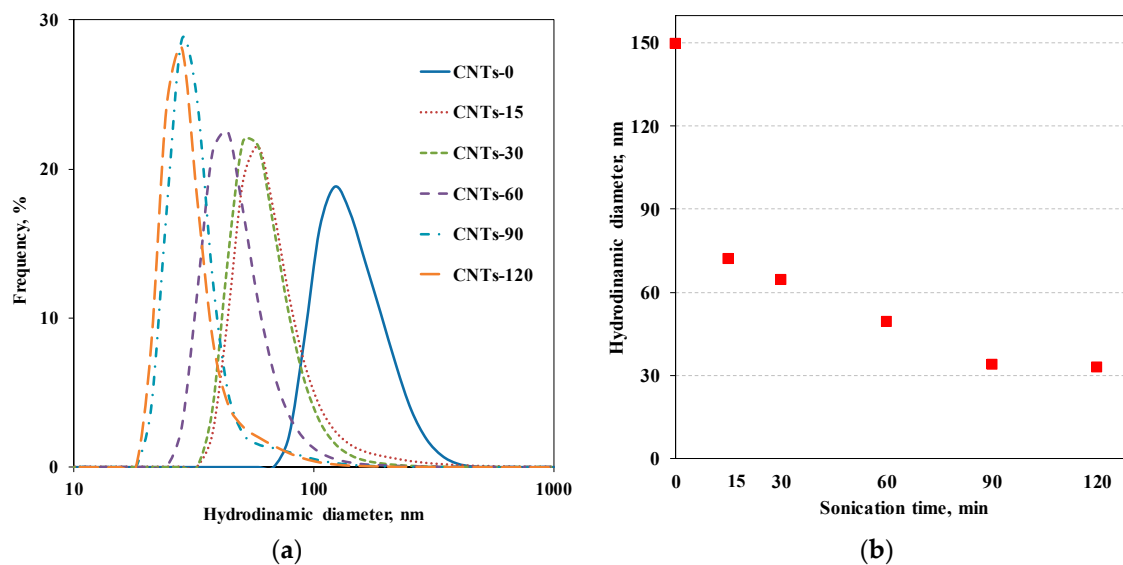 30
20
10
0
Frequency, %
CNTs-0
CNTs-15
CNTs-30
CNTs-60
CNTs-90
CNTs-120
10 100 1000
Hydrodinamic diameter, nm
(a)
150
120
90
60
30
0
Hydrodinamic diameter, nm
0 15 30 60 90 120
Sonication time, min
(b)